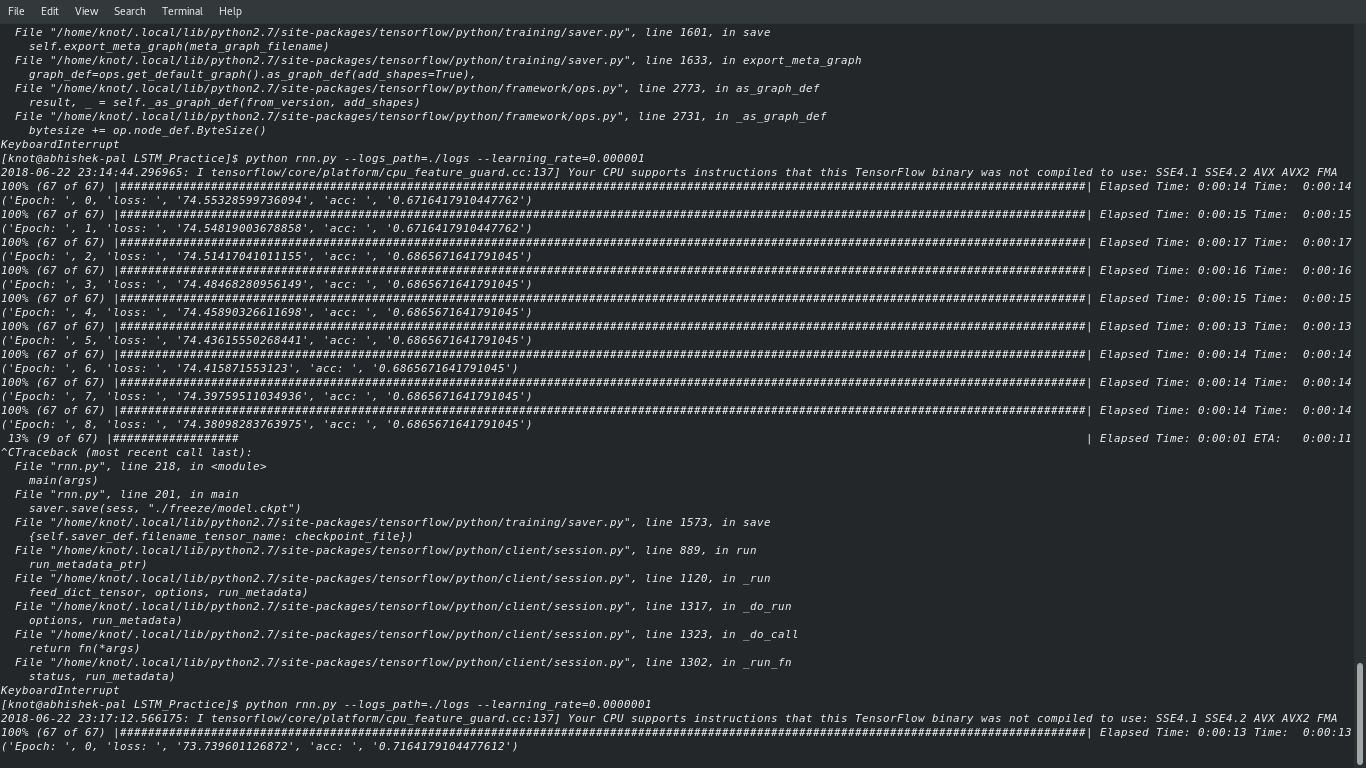 File Edit View Search Terminal Help
  File "/home/knot/.local/lib/python2.7/site-packages/tensorflow/python/training/saver.py", line 1601, in save
    self.export_meta_graph(meta_graph_filename)
  File "/home/knot/.local/lib/python2.7/site-packages/tensorflow/python/training/saver.py", line 1633, in export_meta_graph
    graph_def=ops.get_default_graph().as_graph_def(add_shapes=True),
  File "/home/knot/.local/lib/python2.7/site-packages/tensorflow/python/framework/ops.py", line 2773, in as_graph_def
    result, _ = self._as_graph_def(from_version, add_shapes)
  File "/home/knot/.local/lib/python2.7/site-packages/tensorflow/python/framework/ops.py", line 2731, in _as_graph_def
    bytesize += op.node_def.ByteSize()
KeyboardInterrupt
[knot@abhishek-pal LSTM_Practice]$ python rnn.py --logs_path=./logs --learning_rate=0.000001
2018-06-22 23:14:44.296965: I tensorflow/core/platform/cpu_feature_guard.cc:137] Your CPU supports instructions that this TensorFlow binary was not compiled to use: SSE4.1 SSE4.2 AVX AVX2 FMA
100% (67 of 67) |##########################################################################################################################################| Elapsed Time: 0:00:14 Time:  0:00:14
('Epoch: ', 0, 'loss: ', '74.55328599736094', 'acc: ', '0.6716417910447762')
100% (67 of 67) |##########################################################################################################################################| Elapsed Time: 0:00:15 Time:  0:00:15
('Epoch: ', 1, 'loss: ', '74.54819003678858', 'acc: ', '0.6716417910447762')
100% (67 of 67) |##########################################################################################################################################| Elapsed Time: 0:00:17 Time:  0:00:17
('Epoch: ', 2, 'loss: ', '74.51417041011155', 'acc: ', '0.6865671641791045')
100% (67 of 67) |##########################################################################################################################################| Elapsed Time: 0:00:16 Time:  0:00:16
('Epoch: ', 3, 'loss: ', '74.48468280956149', 'acc: ', '0.6865671641791045')
100% (67 of 67) |##########################################################################################################################################| Elapsed Time: 0:00:15 Time:  0:00:15
('Epoch: ', 4, 'loss: ', '74.45890326611698', 'acc: ', '0.6865671641791045')
100% (67 of 67) |##########################################################################################################################################| Elapsed Time: 0:00:13 Time:  0:00:13
('Epoch: ', 5, 'loss: ', '74.43615550268441', 'acc: ', '0.6865671641791045')
100% (67 of 67) |##########################################################################################################################################| Elapsed Time: 0:00:14 Time:  0:00:14
('Epoch: ', 6, 'loss: ', '74.415871553123', 'acc: ', '0.6865671641791045')
100% (67 of 67) |##########################################################################################################################################| Elapsed Time: 0:00:14 Time:  0:00:14
('Epoch: ', 7, 'loss: ', '74.39759511034936', 'acc: ', '0.6865671641791045')
100% (67 of 67) |##########################################################################################################################################| Elapsed Time: 0:00:14 Time:  0:00:14
('Epoch: ', 8, 'loss: ', '74.38098283763975', 'acc: ', '0.6865671641791045')
 13% (9 of 67) |################## | Elapsed Time: 0:00:01 ETA:   0:00:11
^CTraceback (most recent call last):
  File "rnn.py", line 218, in <module>
    main(args)
  File "rnn.py", line 201, in main
    saver.save(sess, "./freeze/model.ckpt")
  File "/home/knot/.local/lib/python2.7/site-packages/tensorflow/python/training/saver.py", line 1573, in save
    {self.saver_def.filename_tensor_name: checkpoint_file})
  File "/home/knot/.local/lib/python2.7/site-packages/tensorflow/python/client/session.py", line 889, in run
    run_metadata_ptr)
  File "/home/knot/.local/lib/python2.7/site-packages/tensorflow/python/client/session.py", line 1120, in _run
    feed_dict_tensor, options, run_metadata)
  File "/home/knot/.local/lib/python2.7/site-packages/tensorflow/python/client/session.py", line 1317, in _do_run
    options, run_metadata)
  File "/home/knot/.local/lib/python2.7/site-packages/tensorflow/python/client/session.py", line 1323, in _do_call
    return fn(*args)
  File "/home/knot/.local/lib/python2.7/site-packages/tensorflow/python/client/session.py", line 1302, in _run_fn
    status, run_metadata)
KeyboardInterrupt
[knot@abhishek-pal LSTM_Practice]$ python rnn.py --logs_path=./logs --learning_rate=0.0000001
2018-06-22 23:17:12.566175: I tensorflow/core/platform/cpu_feature_guard.cc:137] Your CPU supports instructions that this TensorFlow binary was not compiled to use: SSE4.1 SSE4.2 AVX AVX2 FMA
100% (67 of 67) |##########################################################################################################################################| Elapsed Time: 0:00:13 Time:  0:00:13
('Epoch: ', 0, 'loss: ', '73.739601126872', 'acc: ', '0.7164179104477612')